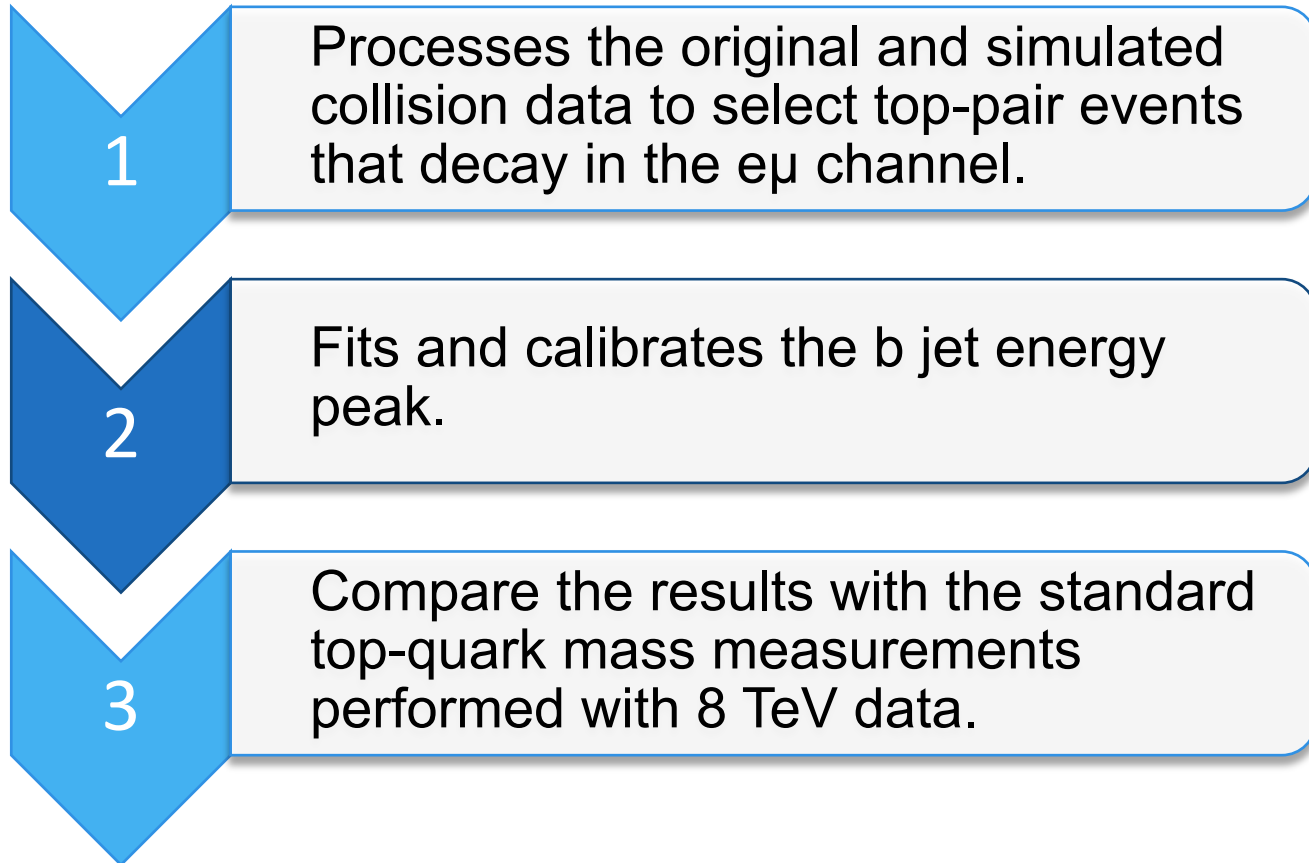 1
Processes the original and simulated
collision data to select top-pair events
that decay in the eμ channel.
2
Fits and calibrates the b jet energy
peak.
3
Compare the results with the standard
top-quark mass measurements
performed with 8 TeV data.